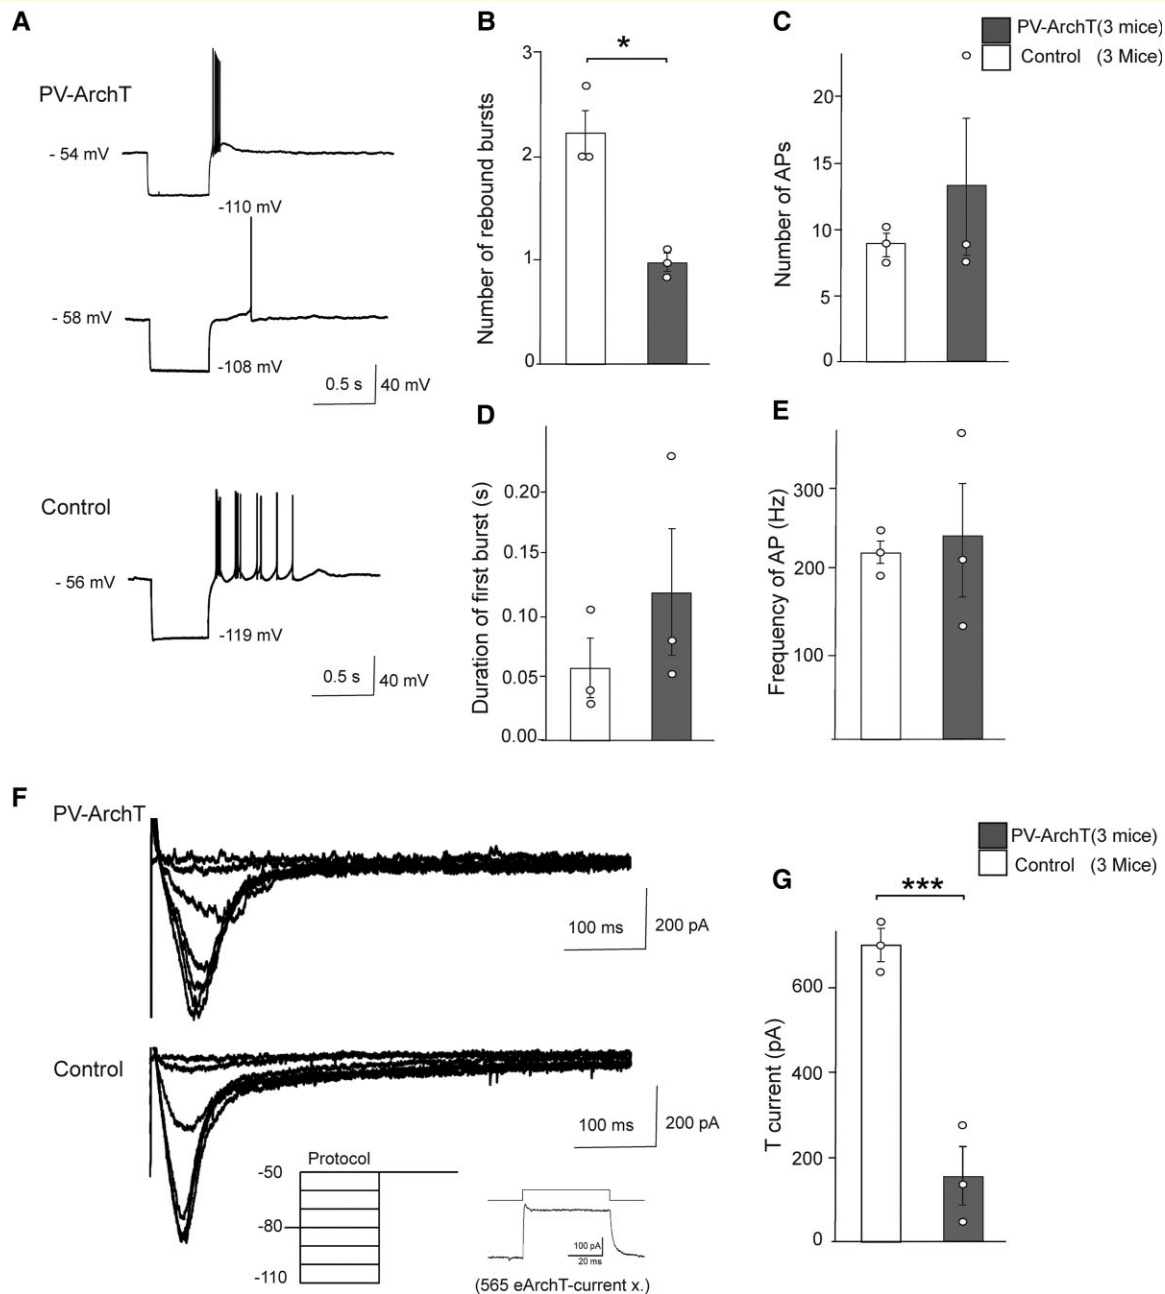 A
PV-ArchT
- 54 mV
-110 mV
- 58 mV
-108 mV
0.5 s
40 mV
Control
- 56 mV
-119 mV
0.5 s
40 mV
B
Number of rebound bursts
3
2
1
0
*
C
PV-ArchT(3 mice)
Control (3 Mice)
Number of APs
20
15
10
5
0
D
Duration of first burst (s)
0.20
0.15
0.10
0.05
0.00
E
Frequency of AP (Hz)
300
200
100
F
PV-ArchT
100 ms
200 pA
Control
100 ms
200 pA
Protocol
-50
-80
-110
100 pA
20 ms
(565 eArchT-current x.)
G
PV-ArchT(3 mice)
Control (3 Mice)
***
T current (pA)
600
400
200
0